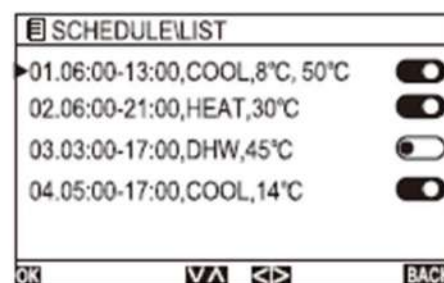 SCHEDULE\LIST
01.06:00-13:00,COOL,8°C, 50°C
02.06:00-21:00,HEAT,30°C
03.03:00-17:00,DHW,45°C
04.05:00-17:00,COOL,14°C
OK BACK